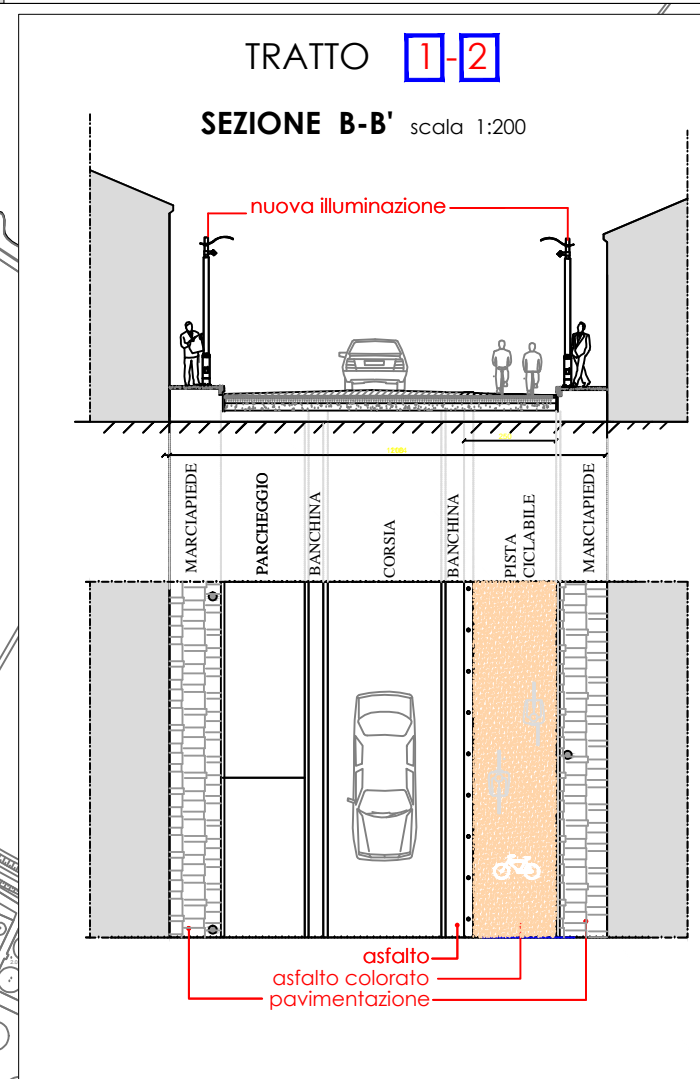 TRATTO 1-2
SEZIONE B-B' scala 1:200
nuova illuminazione
MARCIAPIEDE
PARCHEGGIO
BANCHINA
CORSIA
BANCHINA
PISTA
CICLABILE
MARCIAPIEDE
asfalto
asfalto colorato
pavimentazione